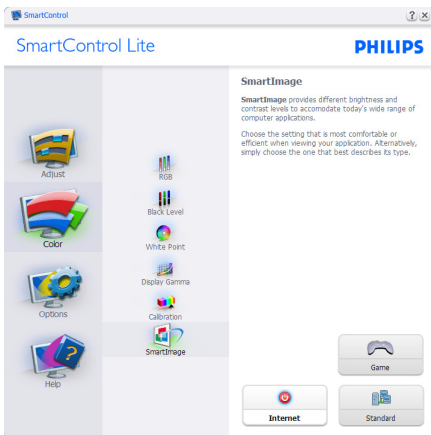 SmartControl
? x
SmartControl Lite
PHILIPS
Adjust
Color
Options
Help
RGB
Black Level
White Point
Display Gamma
Calibration
SmartImage
SmartImage
SmartImage provides different brightness and
contrast levels to accomodate today's wide range of
computer applications.
Choose the setting that is most comfortable or
efficient when viewing your application. Alternatively,
simply choose the one that best describes its type.
Game
Internet
Standard